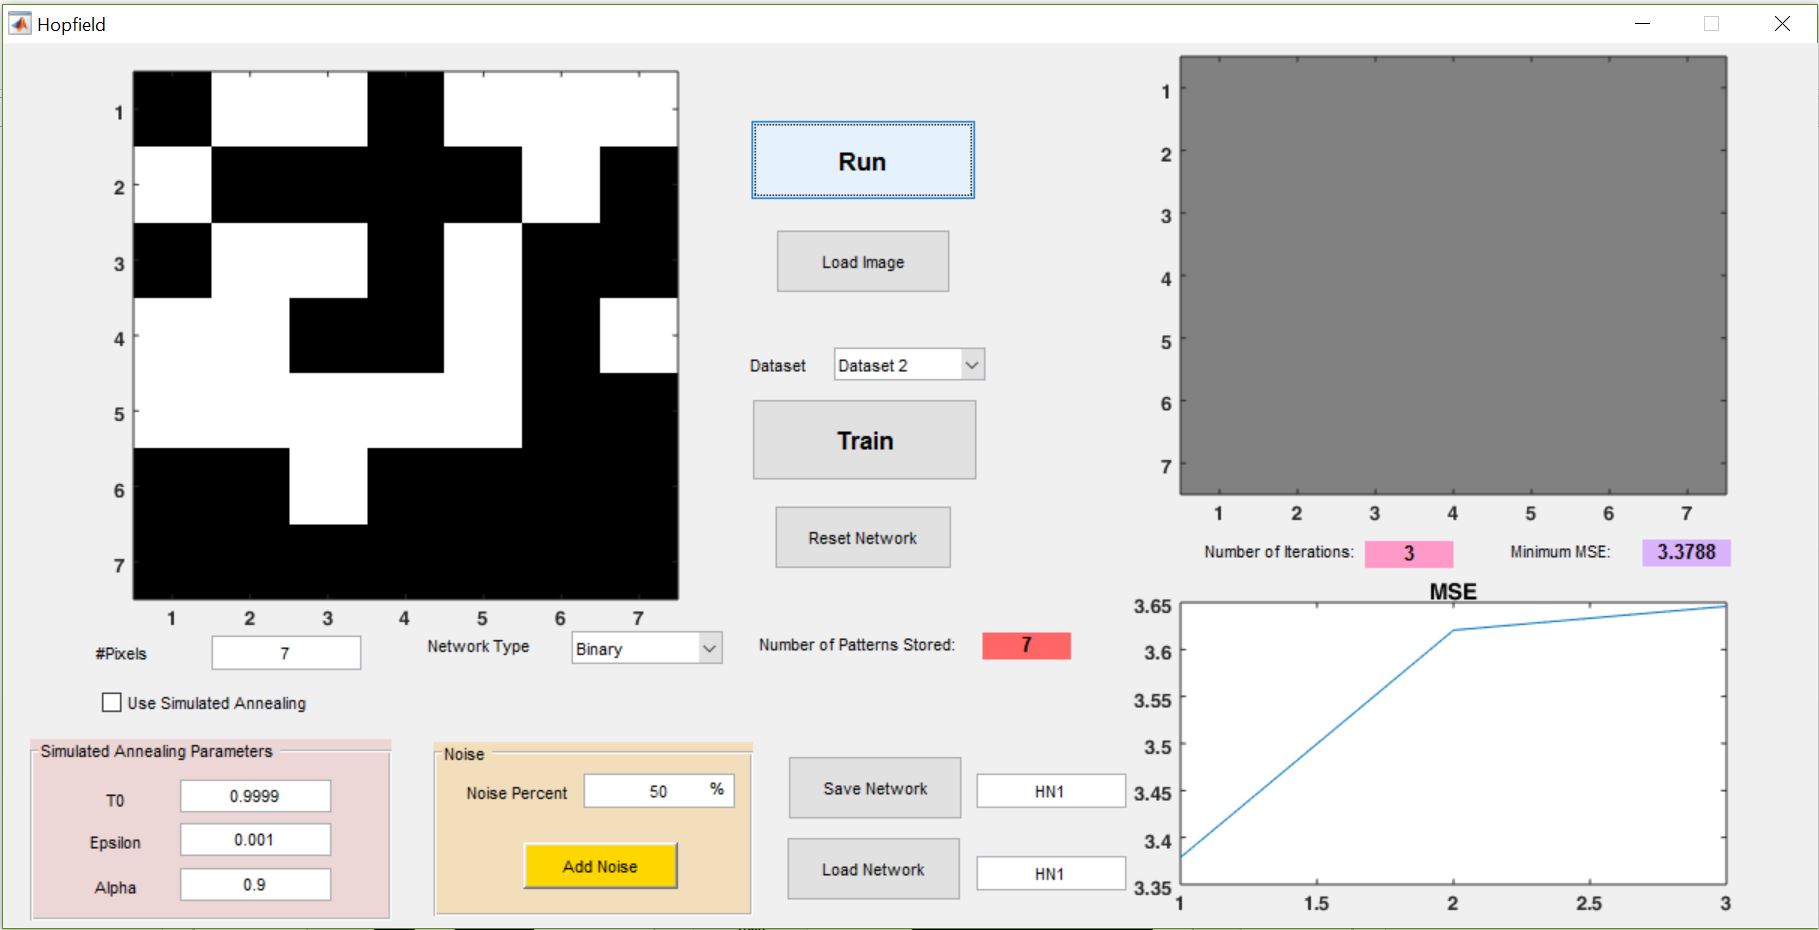 Hopfield
1
2
3
4
5
6
7
1 2 3 4 5 6 7
#Pixels 7
Network Type Binary
Use Simulated Annealing
Simulated Annealing Parameters
T0 0.9999
Epsilon 0.001
Alpha 0.9
Noise
Noise Percent 50 %
Add Noise
Run
Load Image
Dataset Dataset 2
Train
Reset Network
Number of Patterns Stored: 7
Save Network HN1
Load Network HN1
1
2
3
4
5
6
7
1 2 3 4 5 6 7
Number of Iterations: 3 Minimum MSE: 3.3788
MSE
3.65
3.6
3.55
3.5
3.45
3.4
3.35
1 1.5 2 2.5 3